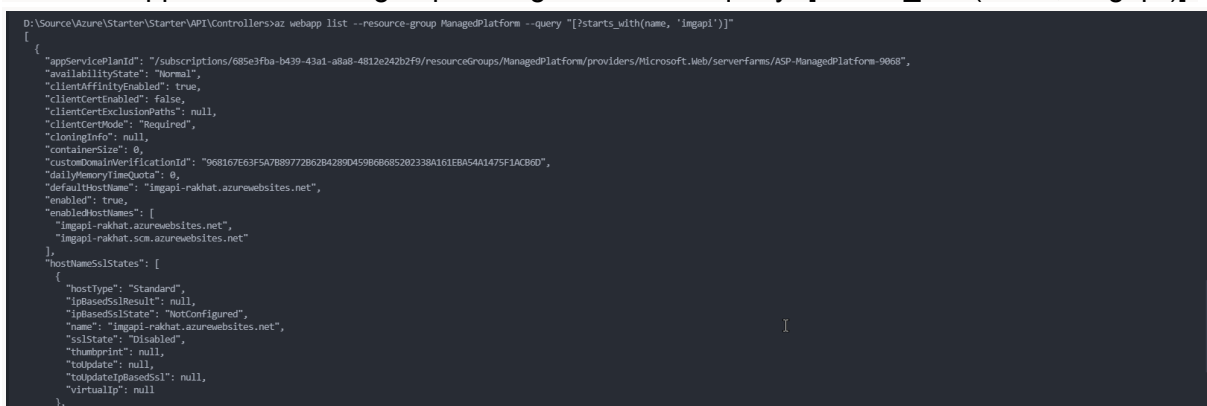 D:\Source\Azure\Starter\Starter\API\Controllers>az webapp list --resource-group ManagedPlatform --query "[?starts_with(name, 'imgapi')]"
[
  {
    "appServicePlanId": "/subscriptions/685e3fba-b439-43a1-a8a8-4812e242b2f9/resourceGroups/ManagedPlatform/providers/Microsoft.Web/serverfarms/ASP-ManagedPlatform-9068",
    "availabilityState": "Normal",
    "clientAffinityEnabled": true,
    "clientCertEnabled": false,
    "clientCertExclusionPaths": null,
    "clientCertMode": "Required",
    "cloningInfo": null,
    "containerSize": 0,
    "customDomainVerificationId": "968167E63F5A7B89772B62B4289D459B6B685202338A161EBA54A1475F1ACB6D",
    "dailyMemoryTimeQuota": 0,
    "defaultHostName": "imgapi-rakhat.azurewebsites.net",
    "enabled": true,
    "enabledHostNames": [
      "imgapi-rakhat.azurewebsites.net",
      "imgapi-rakhat.scm.azurewebsites.net"
    ],
    "hostNameSslStates": [
      {
        "hostType": "Standard",
        "ipBasedSslResult": null,
        "ipBasedSslState": "NotConfigured",
        "name": "imgapi-rakhat.azurewebsites.net",
        "sslState": "Disabled",
        "thumbprint": null,
        "toUpdate": null,
        "toUpdateIpBasedSsl": null,
        "virtualIp": null
      },